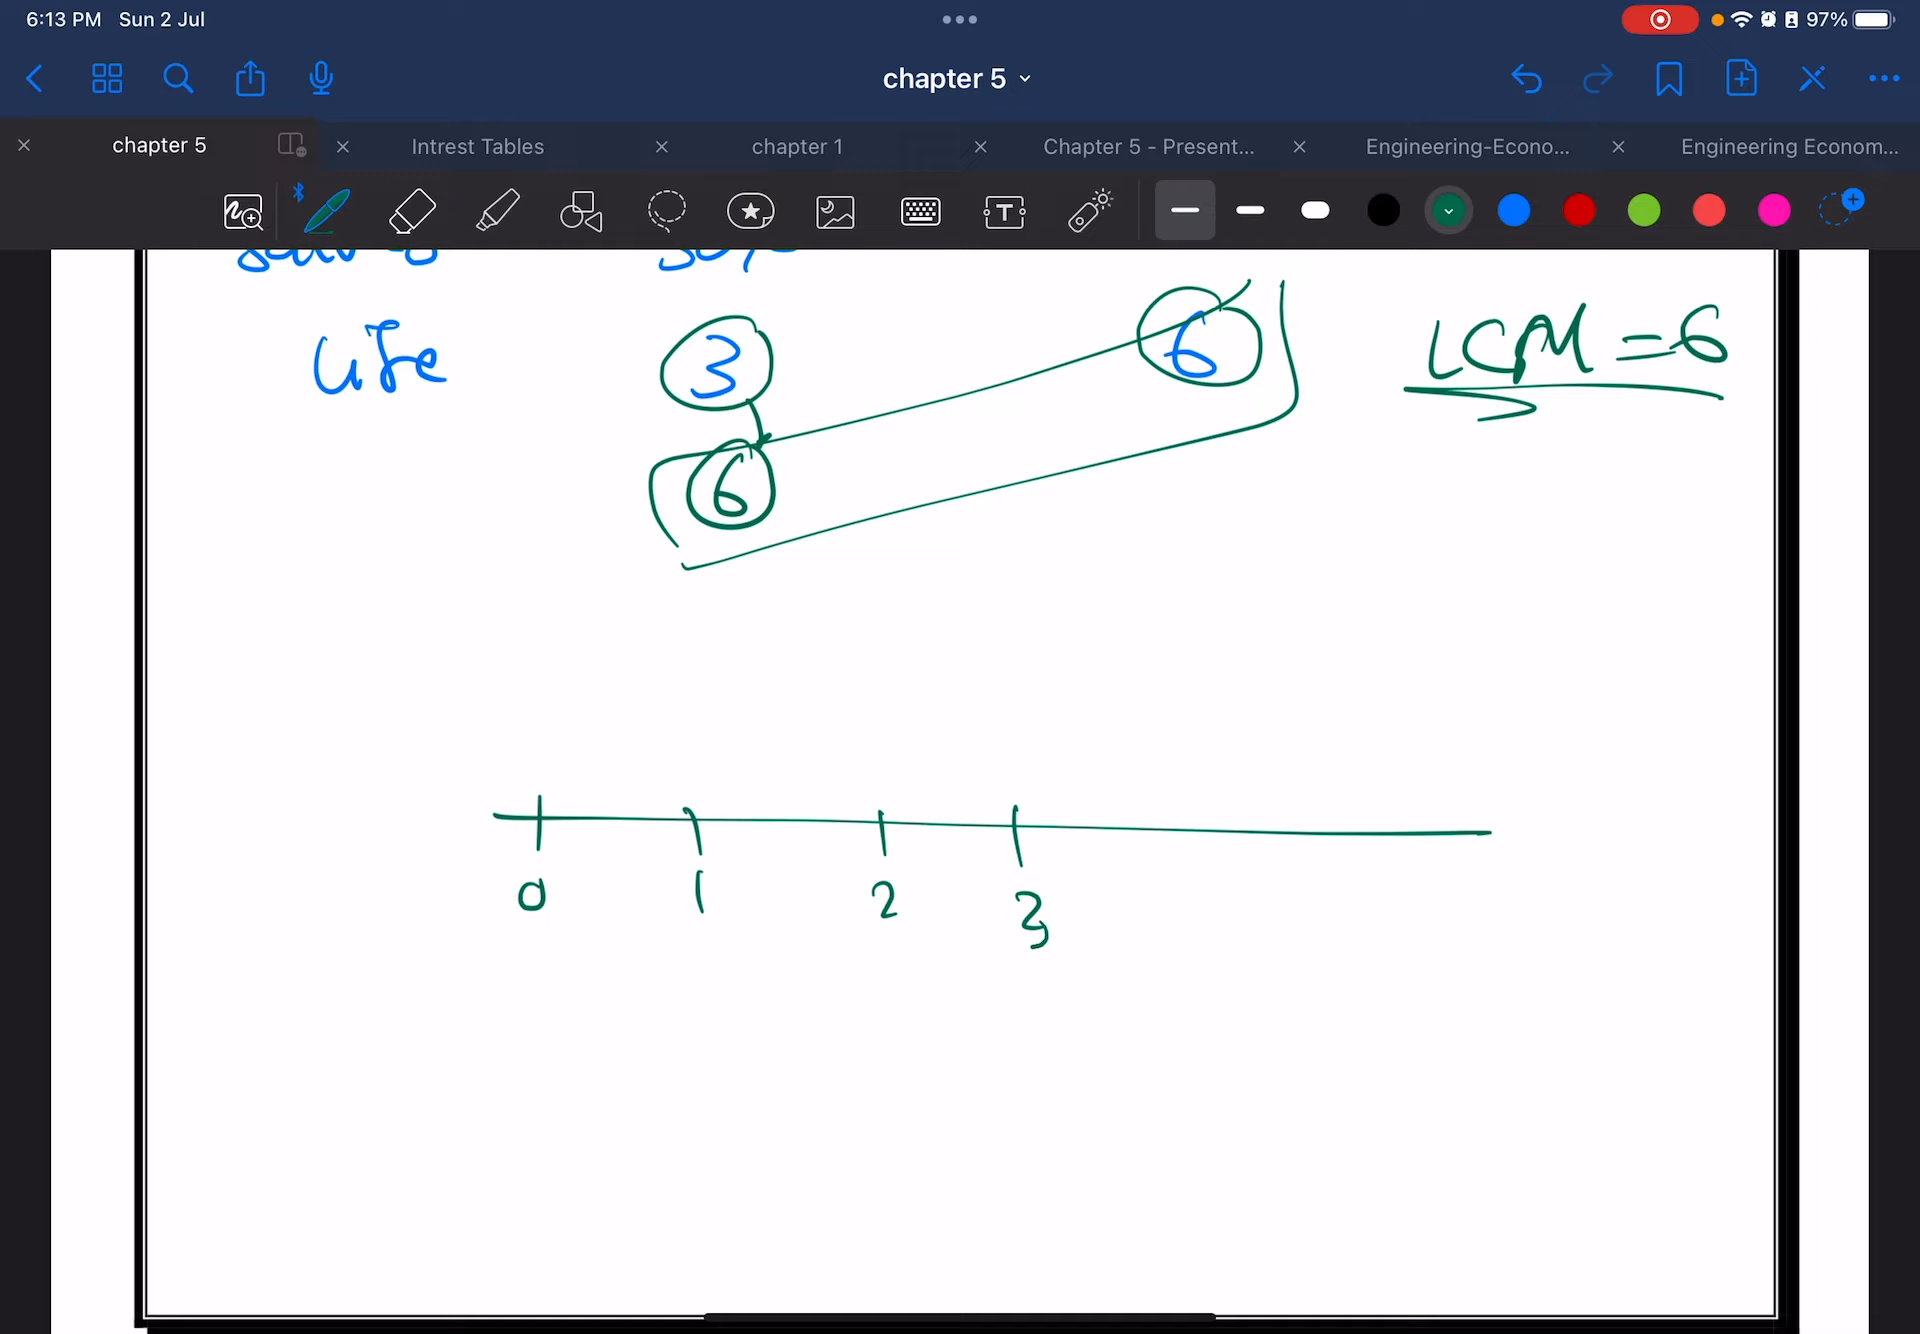 6:13 PM Sun 2 Jul 97%
chapter 5
chapter 5 Intrest Tables chapter 1 Chapter 5 - Present... Engineering-Econo... Engineering Econom...
T
Life 3 6 LCM = 6
6
0 1 2 3